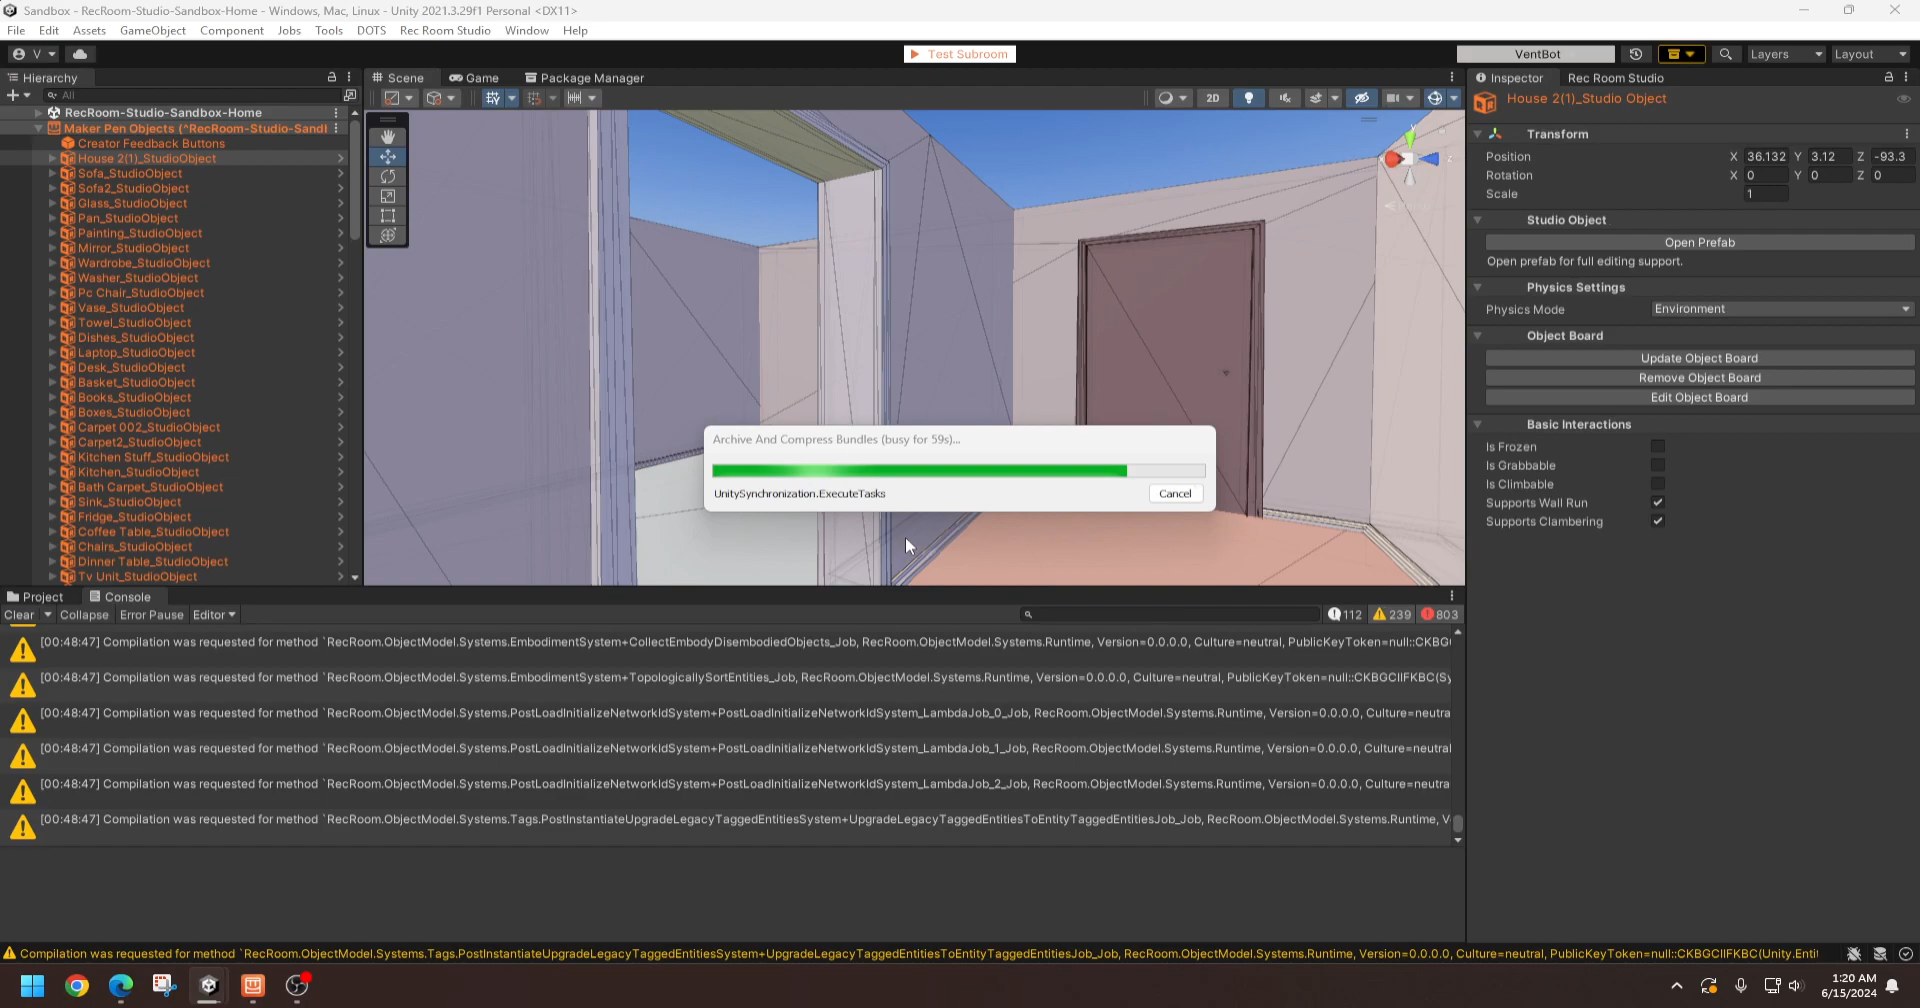 Sandbox - RecRoom-Studio-Sandbox-Home - Windows, Mac, Linux - Unity 2021.3.29f1 Personal <DX11>
File Edit Assets GameObject Component Jobs Tools DOTS Rec Room Studio Window Help
V
Test Subroom
VentBot
Layers
Layout
Hierarchy
Scene
Game
Package Manager
Inspector
Rec Room Studio
All
2D
House 2(1)_Studio Object
RecRoom-Studio-Sandbox-Home
Maker Pen Objects (^RecRoom-Studio-Sandl
Creator Feedback Buttons
House 2(1)_StudioObject
Sofa_StudioObject
Sofa2_StudioObject
Glass_StudioObject
Pan_StudioObject
Painting_StudioObject
Mirror_StudioObject
Wardrobe_StudioObject
Washer_StudioObject
Pc Chair_StudioObject
Vase_StudioObject
Towel_StudioObject
Dishes_StudioObject
Laptop_StudioObject
Desk_StudioObject
Basket_StudioObject
Books_StudioObject
Boxes_StudioObject
Carpet 002_StudioObject
Carpet2_StudioObject
Kitchen Stuff_StudioObject
Kitchen_StudioObject
Bath Carpet_StudioObject
Sink_StudioObject
Fridge_StudioObject
Coffee Table_StudioObject
Chairs_StudioObject
Dinner Table_StudioObject
Tv Unit_StudioObject
Archive And Compress Bundles (busy for 59s)...
UnitySynchronization.ExecuteTasks
Cancel
Transform
Position X 36.132 Y 3.12 Z -93.3
Rotation X 0 Y 0 Z 0
Scale 1
Studio Object
Open Prefab
Open prefab for full editing support.
Physics Settings
Physics Mode Environment
Object Board
Update Object Board
Remove Object Board
Edit Object Board
Basic Interactions
Is Frozen
Is Grabbable
Is Climbable
Supports Wall Run
Supports Clambering
Project
Console
Clear Collapse Error Pause Editor
112 239 803
[00:48:47] Compilation was requested for method `RecRoom.ObjectModel.Systems.EmbodimentSystem+CollectEmbodyDisembodiedObjects_Job, RecRoom.ObjectModel.Systems.Runtime, Version=0.0.0.0, Culture=neutral, PublicKeyToken=null::CKBG
[00:48:47] Compilation was requested for method `RecRoom.ObjectModel.Systems.EmbodimentSystem+TopologicallySortEntities_Job, RecRoom.ObjectModel.Systems.Runtime, Version=0.0.0.0, Culture=neutral, PublicKeyToken=null::CKBGCIIFKBC(Sy
[00:48:47] Compilation was requested for method `RecRoom.ObjectModel.Systems.PostLoadInitializeNetworkIdSystem+PostLoadInitializeNetworkIdSystem_LambdaJob_0_Job, RecRoom.ObjectModel.Systems.Runtime, Version=0.0.0.0, Culture=neutra
[00:48:47] Compilation was requested for method `RecRoom.ObjectModel.Systems.PostLoadInitializeNetworkIdSystem+PostLoadInitializeNetworkIdSystem_LambdaJob_1_Job, RecRoom.ObjectModel.Systems.Runtime, Version=0.0.0.0, Culture=neutral
[00:48:47] Compilation was requested for method `RecRoom.ObjectModel.Systems.PostLoadInitializeNetworkIdSystem+PostLoadInitializeNetworkIdSystem_LambdaJob_2_Job, RecRoom.ObjectModel.Systems.Runtime, Version=0.0.0.0, Culture=neutra
[00:48:47] Compilation was requested for method `RecRoom.ObjectModel.Systems.Tags.PostInstantiateUpgradeLegacyTaggedEntitiesSystem+UpgradeLegacyTaggedEntitiesToEntityTaggedEntitiesJob_Job, RecRoom.ObjectModel.Systems.Runtime, V
Compilation was requested for method `RecRoom.ObjectModel.Systems.Tags.PostInstantiateUpgradeLegacyTaggedEntitiesSystem+UpgradeLegacyTaggedEntitiesToEntityTaggedEntitiesJob_Job, RecRoom.ObjectModel.Systems.Runtime, Version=0.0.0.0, Culture=neutral, PublicKeyToken=null::CKBGCIIFKBC(Unity.Enti
1:20 AM
6/15/2024